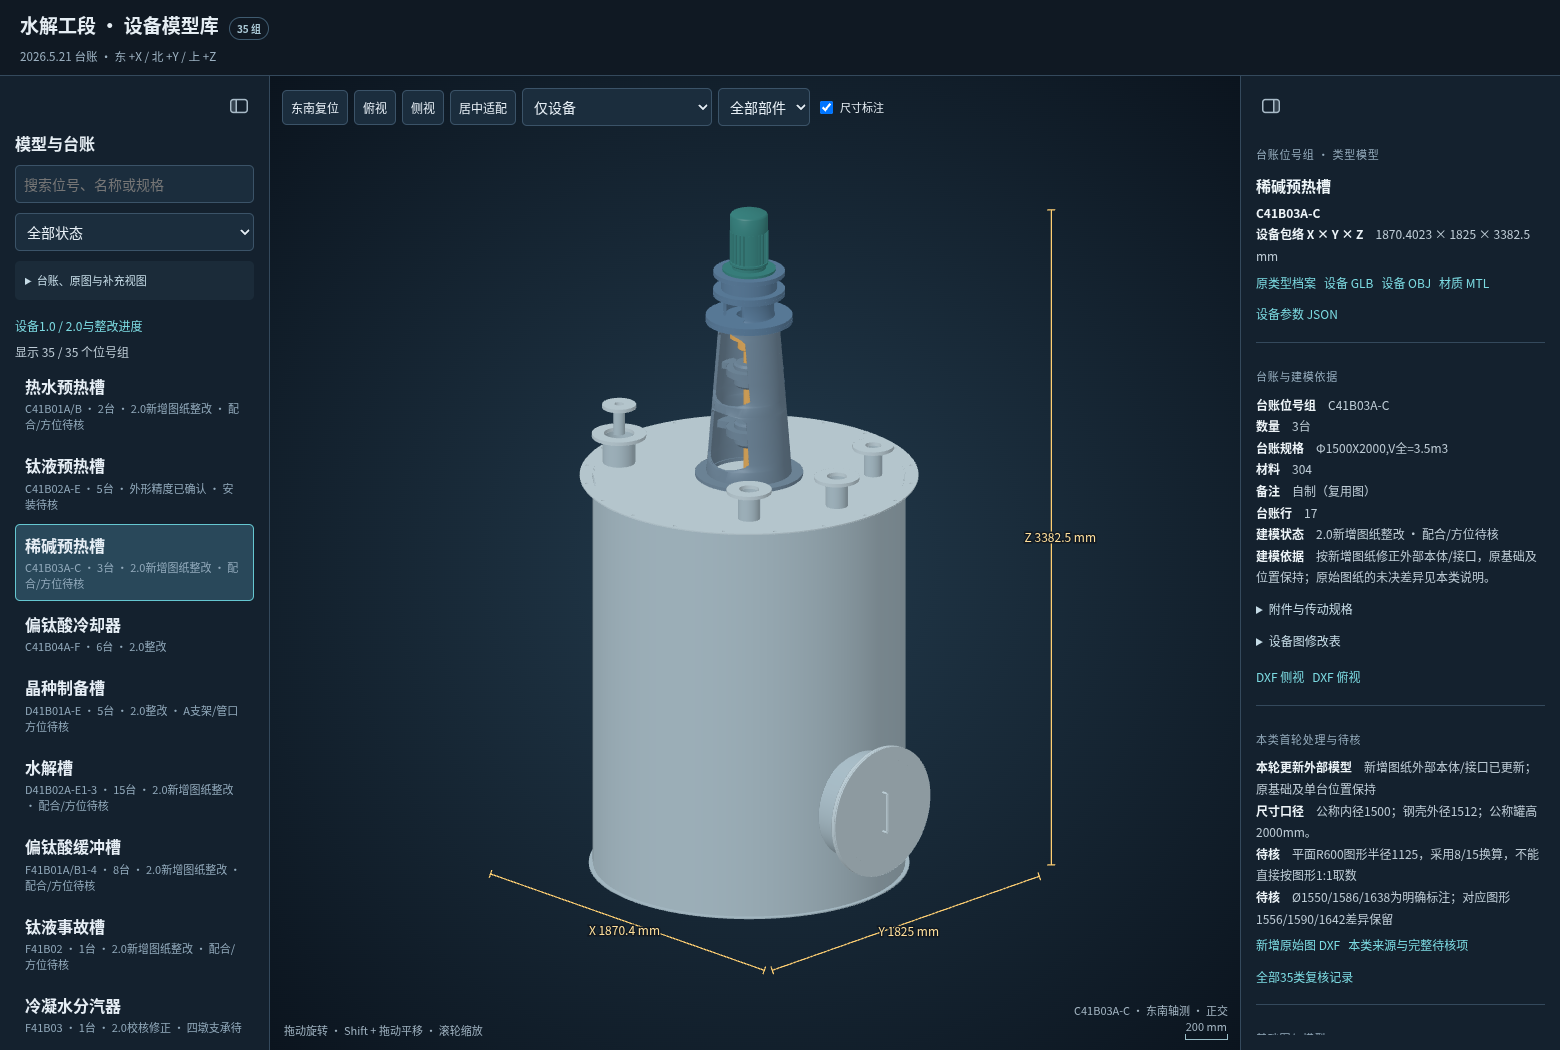 水解工段 · 设备模型库 35 组
2026.5.21 台账 · 东 +X / 北 +Y / 上 +Z
模型与台账
搜索位号、名称或规格
全部状态
▶ 台账、原图与补充视图
设备1.0 / 2.0与整改进度
显示 35 / 35 个位号组
热水预热槽
C41B01A/B · 2台 · 2.0新增图纸整改 · 配
合/方位待核
钛液预热槽
C41B02A-E · 5台 · 外形精度已确认 · 安
装待核
稀碱预热槽
C41B03A-C · 3台 · 2.0新增图纸整改 · 配
合/方位待核
偏钛酸冷却器
C41B04A-F · 6台 · 2.0整改
晶种制备槽
D41B01A-E · 5台 · 2.0整改 · A支架/管口
方位待核
水解槽
D41B02A-E1-3 · 15台 · 2.0新增图纸整改
· 配合/方位待核
偏钛酸缓冲槽
F41B01A/B1-4 · 8台 · 2.0新增图纸整改 ·
配合/方位待核
钛液事故槽
F41B02 · 1台 · 2.0新增图纸整改 · 配合/
方位待核
冷凝水分汽器
F41B03 · 1台 · 2.0校核修正 · 四墩支承待
东南复位 俯视 侧视 居中适配 仅设备 全部部件 尺寸标注
Z 3382.5 mm
X 1870.4 mm
Y 1825 mm
拖动旋转 · Shift + 拖动平移 · 滚轮缩放
C41B03A-C · 东南轴测 · 正交
200 mm
台账位号组 · 类型模型
稀碱预热槽
C41B03A-C
设备包络 X × Y × Z 1870.4023 × 1825 × 3382.5
mm
原类型档案 设备 GLB 设备 OBJ 材质 MTL
设备参数 JSON
台账与建模依据
台账位号组 C41B03A-C
数量 3台
台账规格 Φ1500X2000,V全=3.5m3
材料 304
备注 自制（复用图）
台账行 17
建模状态 2.0新增图纸整改 · 配合/方位待核
建模依据 按新增图纸修正外部本体/接口，原基础及
位置保持；原始图纸的未决差异见本类说明。
▶ 附件与传动规格
▶ 设备图修改表
DXF 侧视 DXF 俯视
本类首轮处理与待核
本轮更新外部模型 新增图纸外部本体/接口已更新；
原基础及单台位置保持
尺寸口径 公称内径1500；钢壳外径1512；公称罐高
2000mm。
待核 平面R600图形半径1125，采用8/15换算，不能
直接按图形1:1取数
待核 Ø1550/1586/1638为明确标注；对应图形
1556/1590/1642差异保留
新增原始图 DXF 本类来源与完整待核项
全部35类复核记录